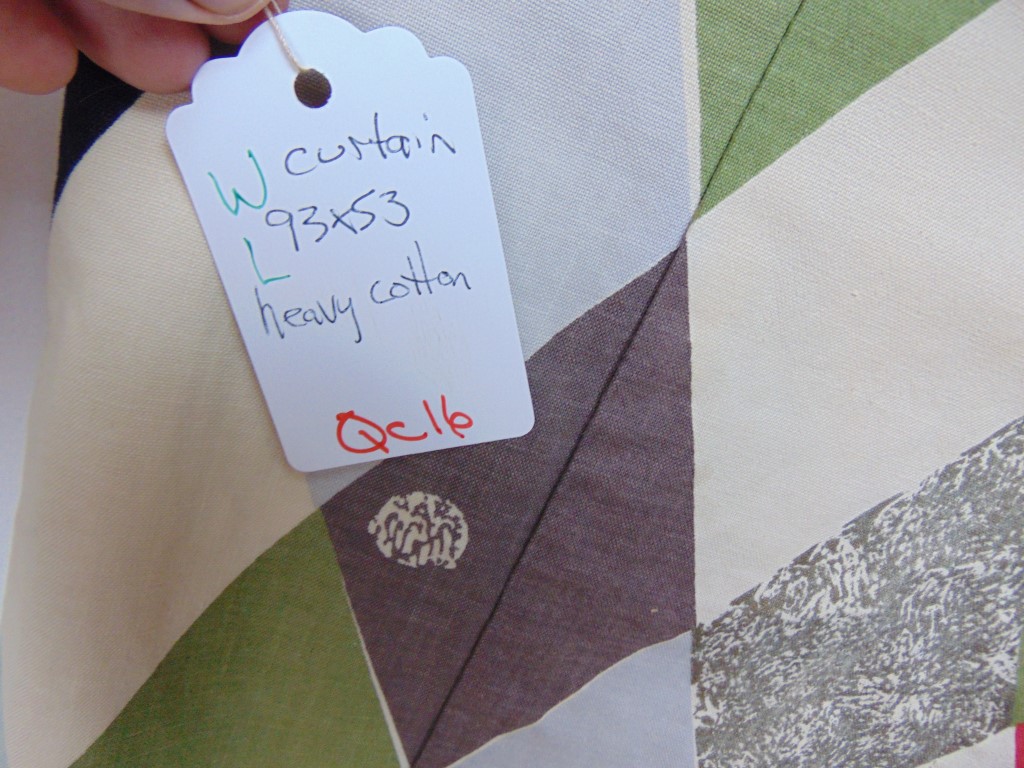 W curtain
93x53
L
heavy cotton
Qc16